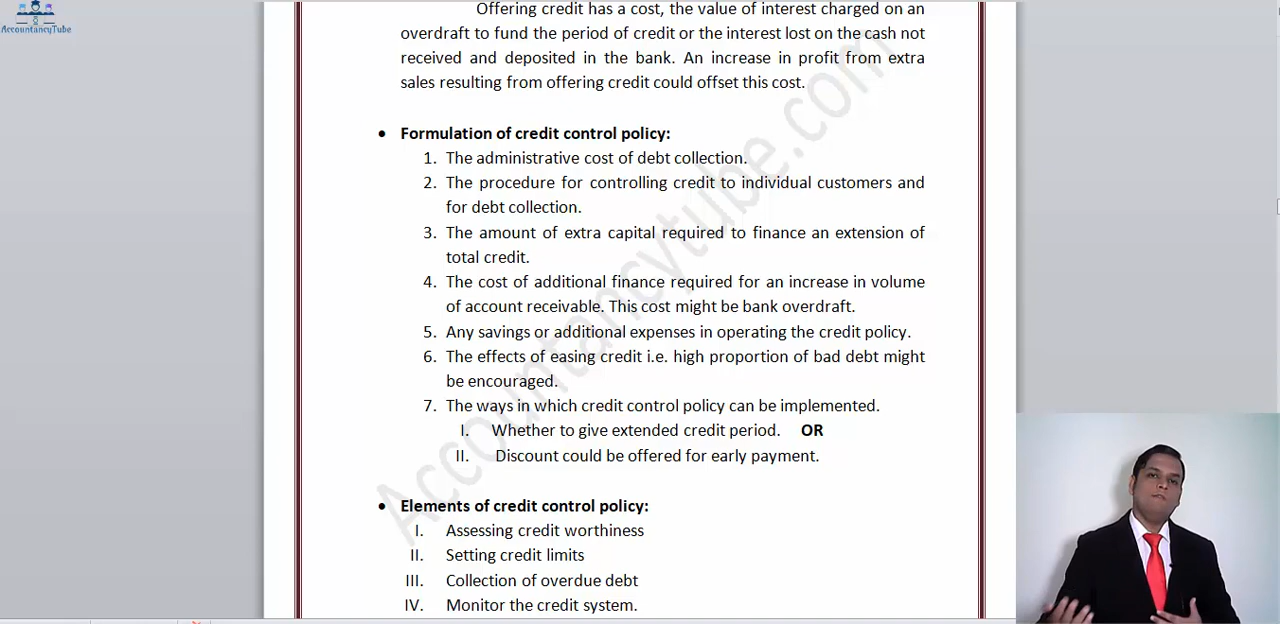 AccountancyTube
Offering credit has a cost, the value of interest charged on an
overdraft to fund the period of credit or the interest lost on the cash not
received and deposited in the bank. An increase in profit from extra
sales resulting from offering credit could offset this cost.
• Formulation of credit control policy:
1. The administrative cost of debt collection.
2. The procedure for controlling credit to individual customers and
for debt collection.
3. The amount of extra capital required to finance an extension of
total credit.
4. The cost of additional finance required for an increase in volume
of account receivable. This cost might be bank overdraft.
5. Any savings or additional expenses in operating the credit policy.
6. The effects of easing credit i.e. high proportion of bad debt might
be encouraged.
7. The ways in which credit control policy can be implemented.
I. Whether to give extended credit period. OR
II. Discount could be offered for early payment.
• Elements of credit control policy:
I. Assessing credit worthiness
II. Setting credit limits
III. Collection of overdue debt
IV. Monitor the credit system.
Accountancytube.com